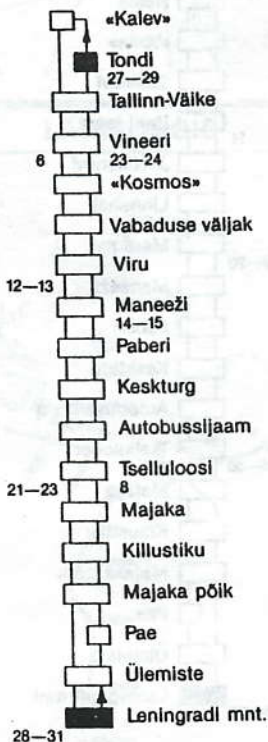 «Kalev»
Tondi
27—29
Tallinn-Väike
Vineeri
6 23—24
«Kosmos»
Vabaduse väljak
Viru
12—13
Maneeži
14—15
Paberi
Keskturg
Autobussijaam
Tselluloosi
21—23 8
Majaka
Killustiku
Majaka põik
Pae
Ülemiste
Leningradi mnt.
28—31